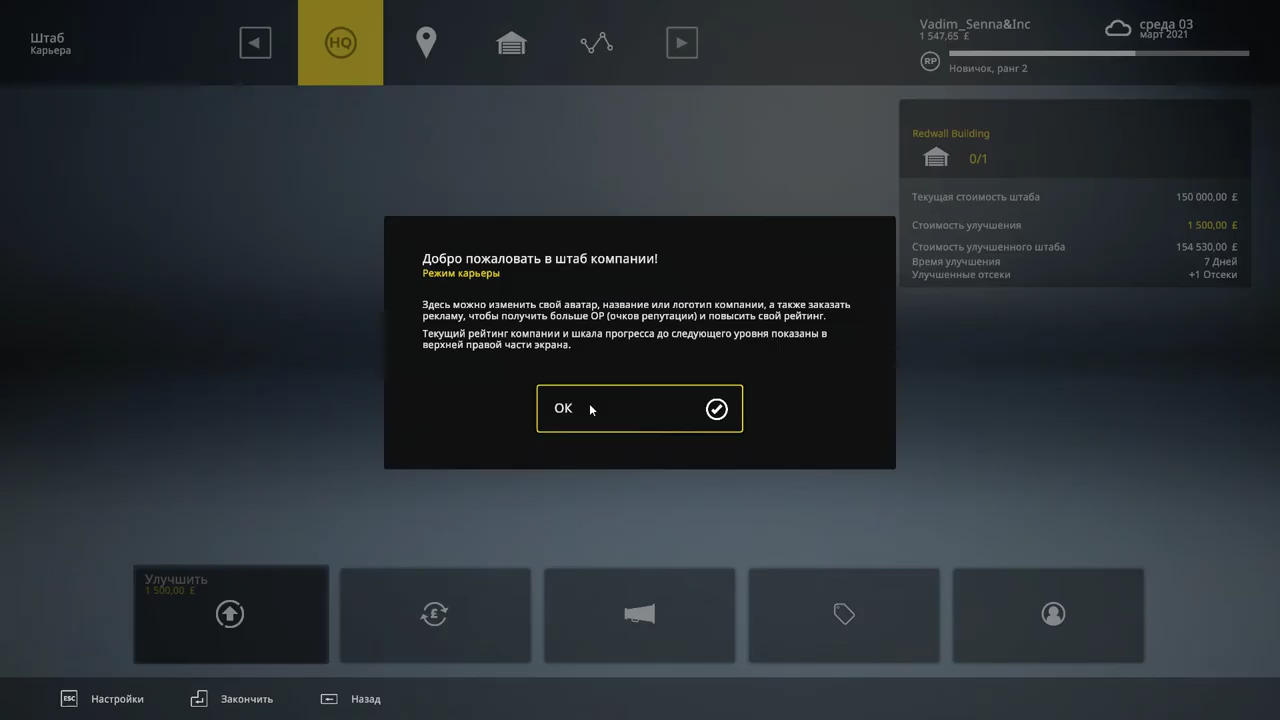 Штаб
Карьера
HQ
Vadim_Senna&Inc
1 547,65 £
среда 03
март 2021
RP
Новичок, ранг 2
Redwall Building
0/1
Текущая стоимость штаба 150 000,00 £
Стоимость улучшения 1 500,00 £
Стоимость улучшенного штаба 154 530,00 £
Время улучшения 7 Дней
Улучшенные отсеки +1 Отсеки
Добро пожаловать в штаб компании!
Режим карьеры
Здесь можно изменить свой аватар, название или логотип компании, а также заказать
рекламу, чтобы получить больше ОР (очков репутации) и повысить свой рейтинг.
Текущий рейтинг компании и шкала прогресса до следующего уровня показаны в
верхней правой части экрана.
ОК
Улучшить
1 500,00 £
£
ESC Настройки
Закончить
Назад